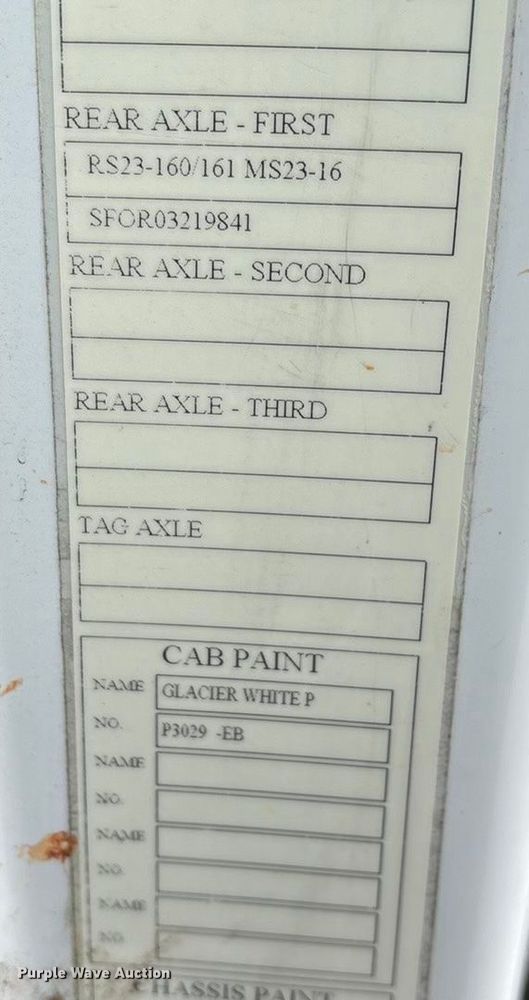 REAR AXLE - FIRST
RS23-160/161 MS23-16
SFOR03219841
REAR AXLE - SECOND
REAR AXLE - THIRD
TAG AXLE
CAB PAINT
NAME GLACIER WHITE P
NO. P3029 -EB
NAME
NO.
NAME
NO.
NAME
NO.
CHASSIS PAINT
Purple Wave Auction